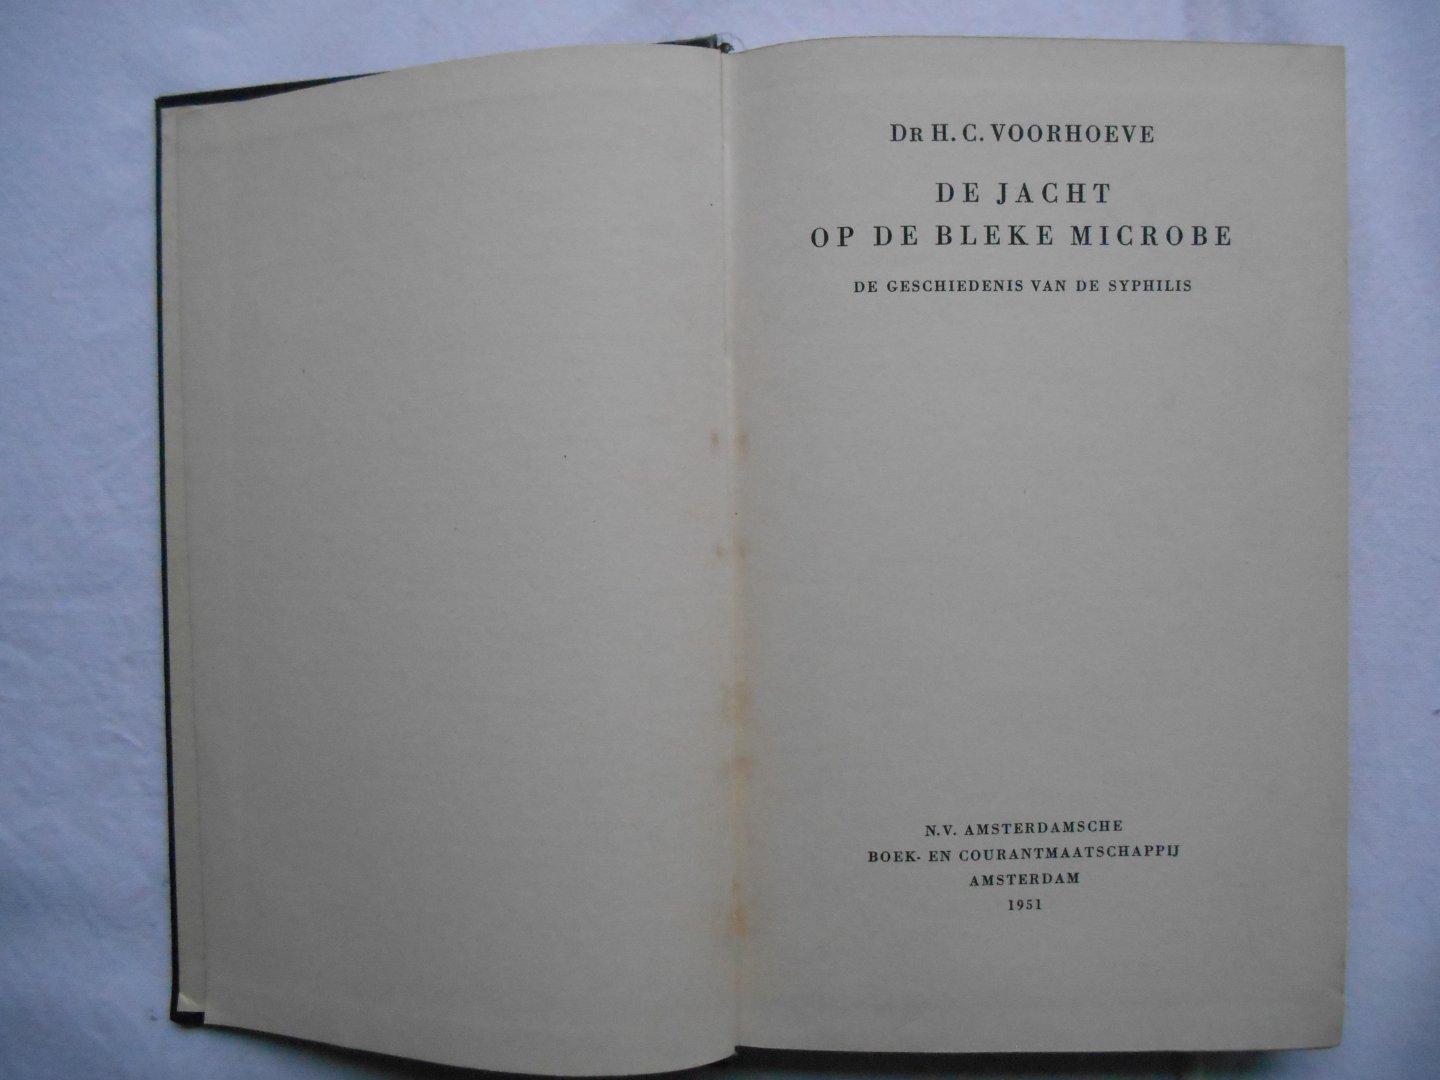 Dr H. C. VOORHOEVE
DE JACHT
OP DE BLEKE MICROBE
DE GESCHIEDENIS VAN DE SYPHILIS
N.V. AMSTERDAMSCHE
BOEK- EN COURANTMAATSCHAPPIJ
AMSTERDAM
1951